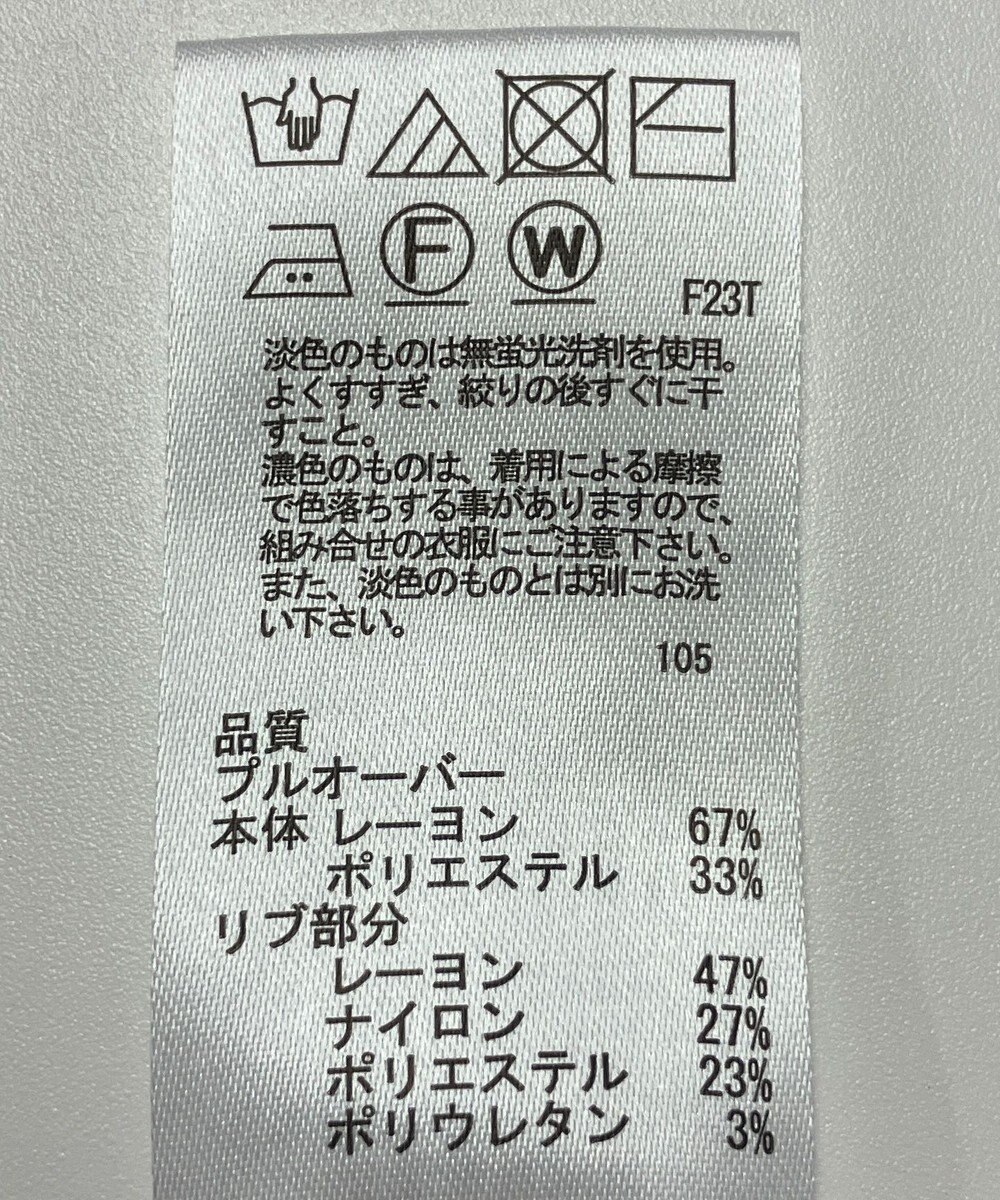 F
W
F23T
淡色のものは無蛍光洗剤を使用。
よくすすぎ、絞りの後すぐに干
すこと。
濃色のものは、着用による摩擦
で色落ちする事がありますので、
組み合せの衣服にご注意下さい。
また、淡色のものとは別にお洗
い下さい。
105
品質
プルオーバー
本体 レーヨン 67%
ポリエステル 33%
リブ部分
レーヨン 47%
ナイロン 27%
ポリエステル 23%
ポリウレタン 3%